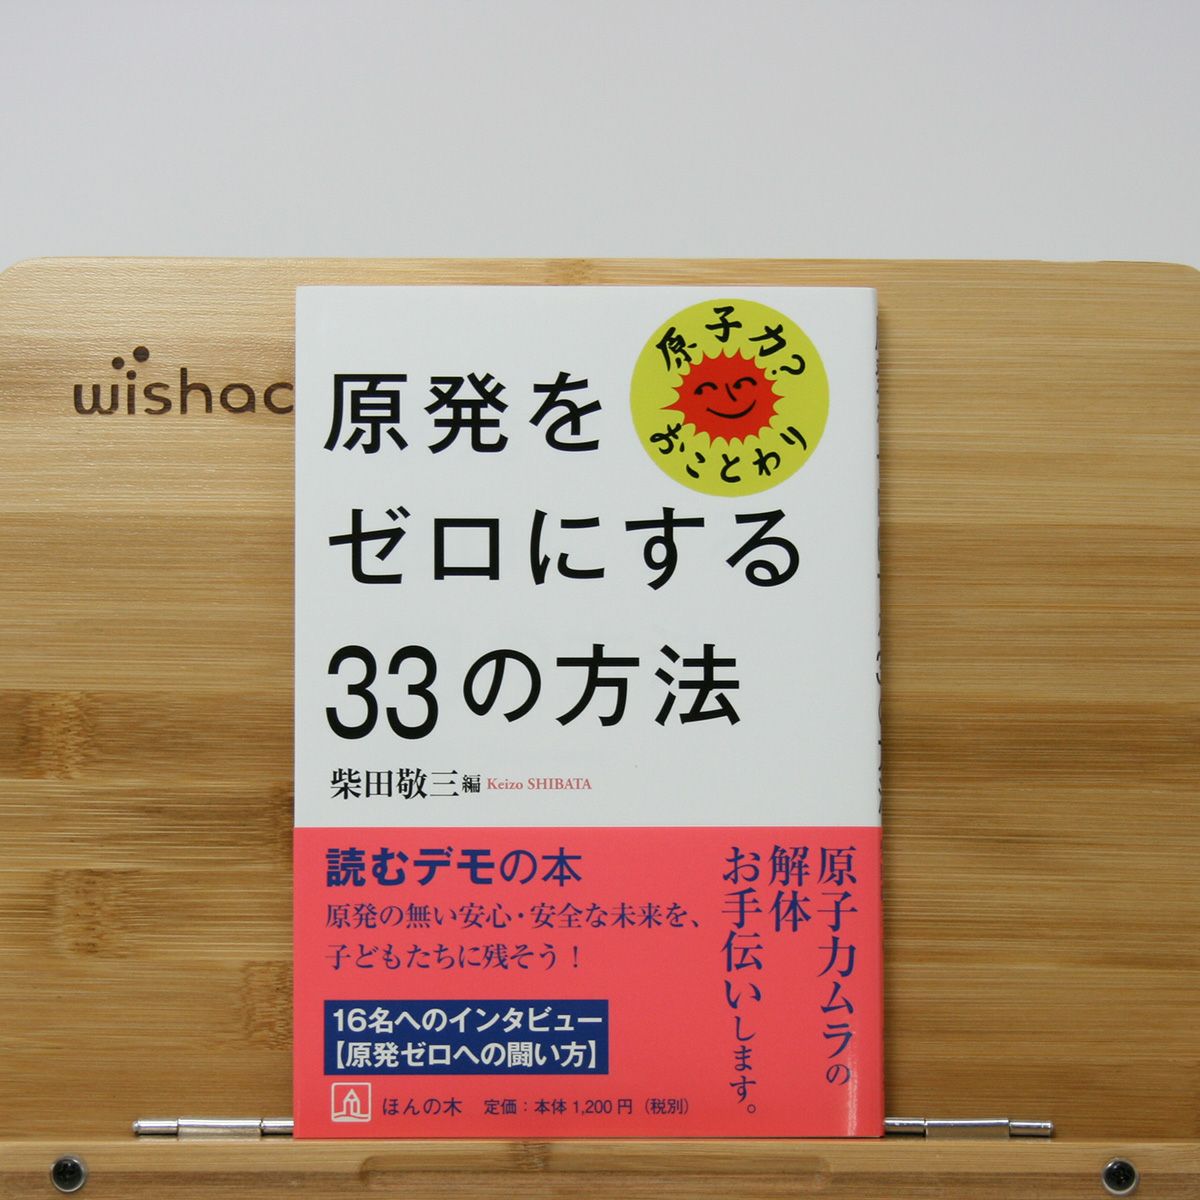 wishac
原子力?
おことわり
原発を
ゼロにする
33の方法
柴田敬三編 Keizo SHIBATA
読むデモの本
原発の無い安心・安全な未来を、
子どもたちに残そう!
16名へのインタビュー
【原発ゼロへの闘い方】
原子力ムラの
解体
お手伝いします。
ほんの木 定価:本体1,200円(税別)